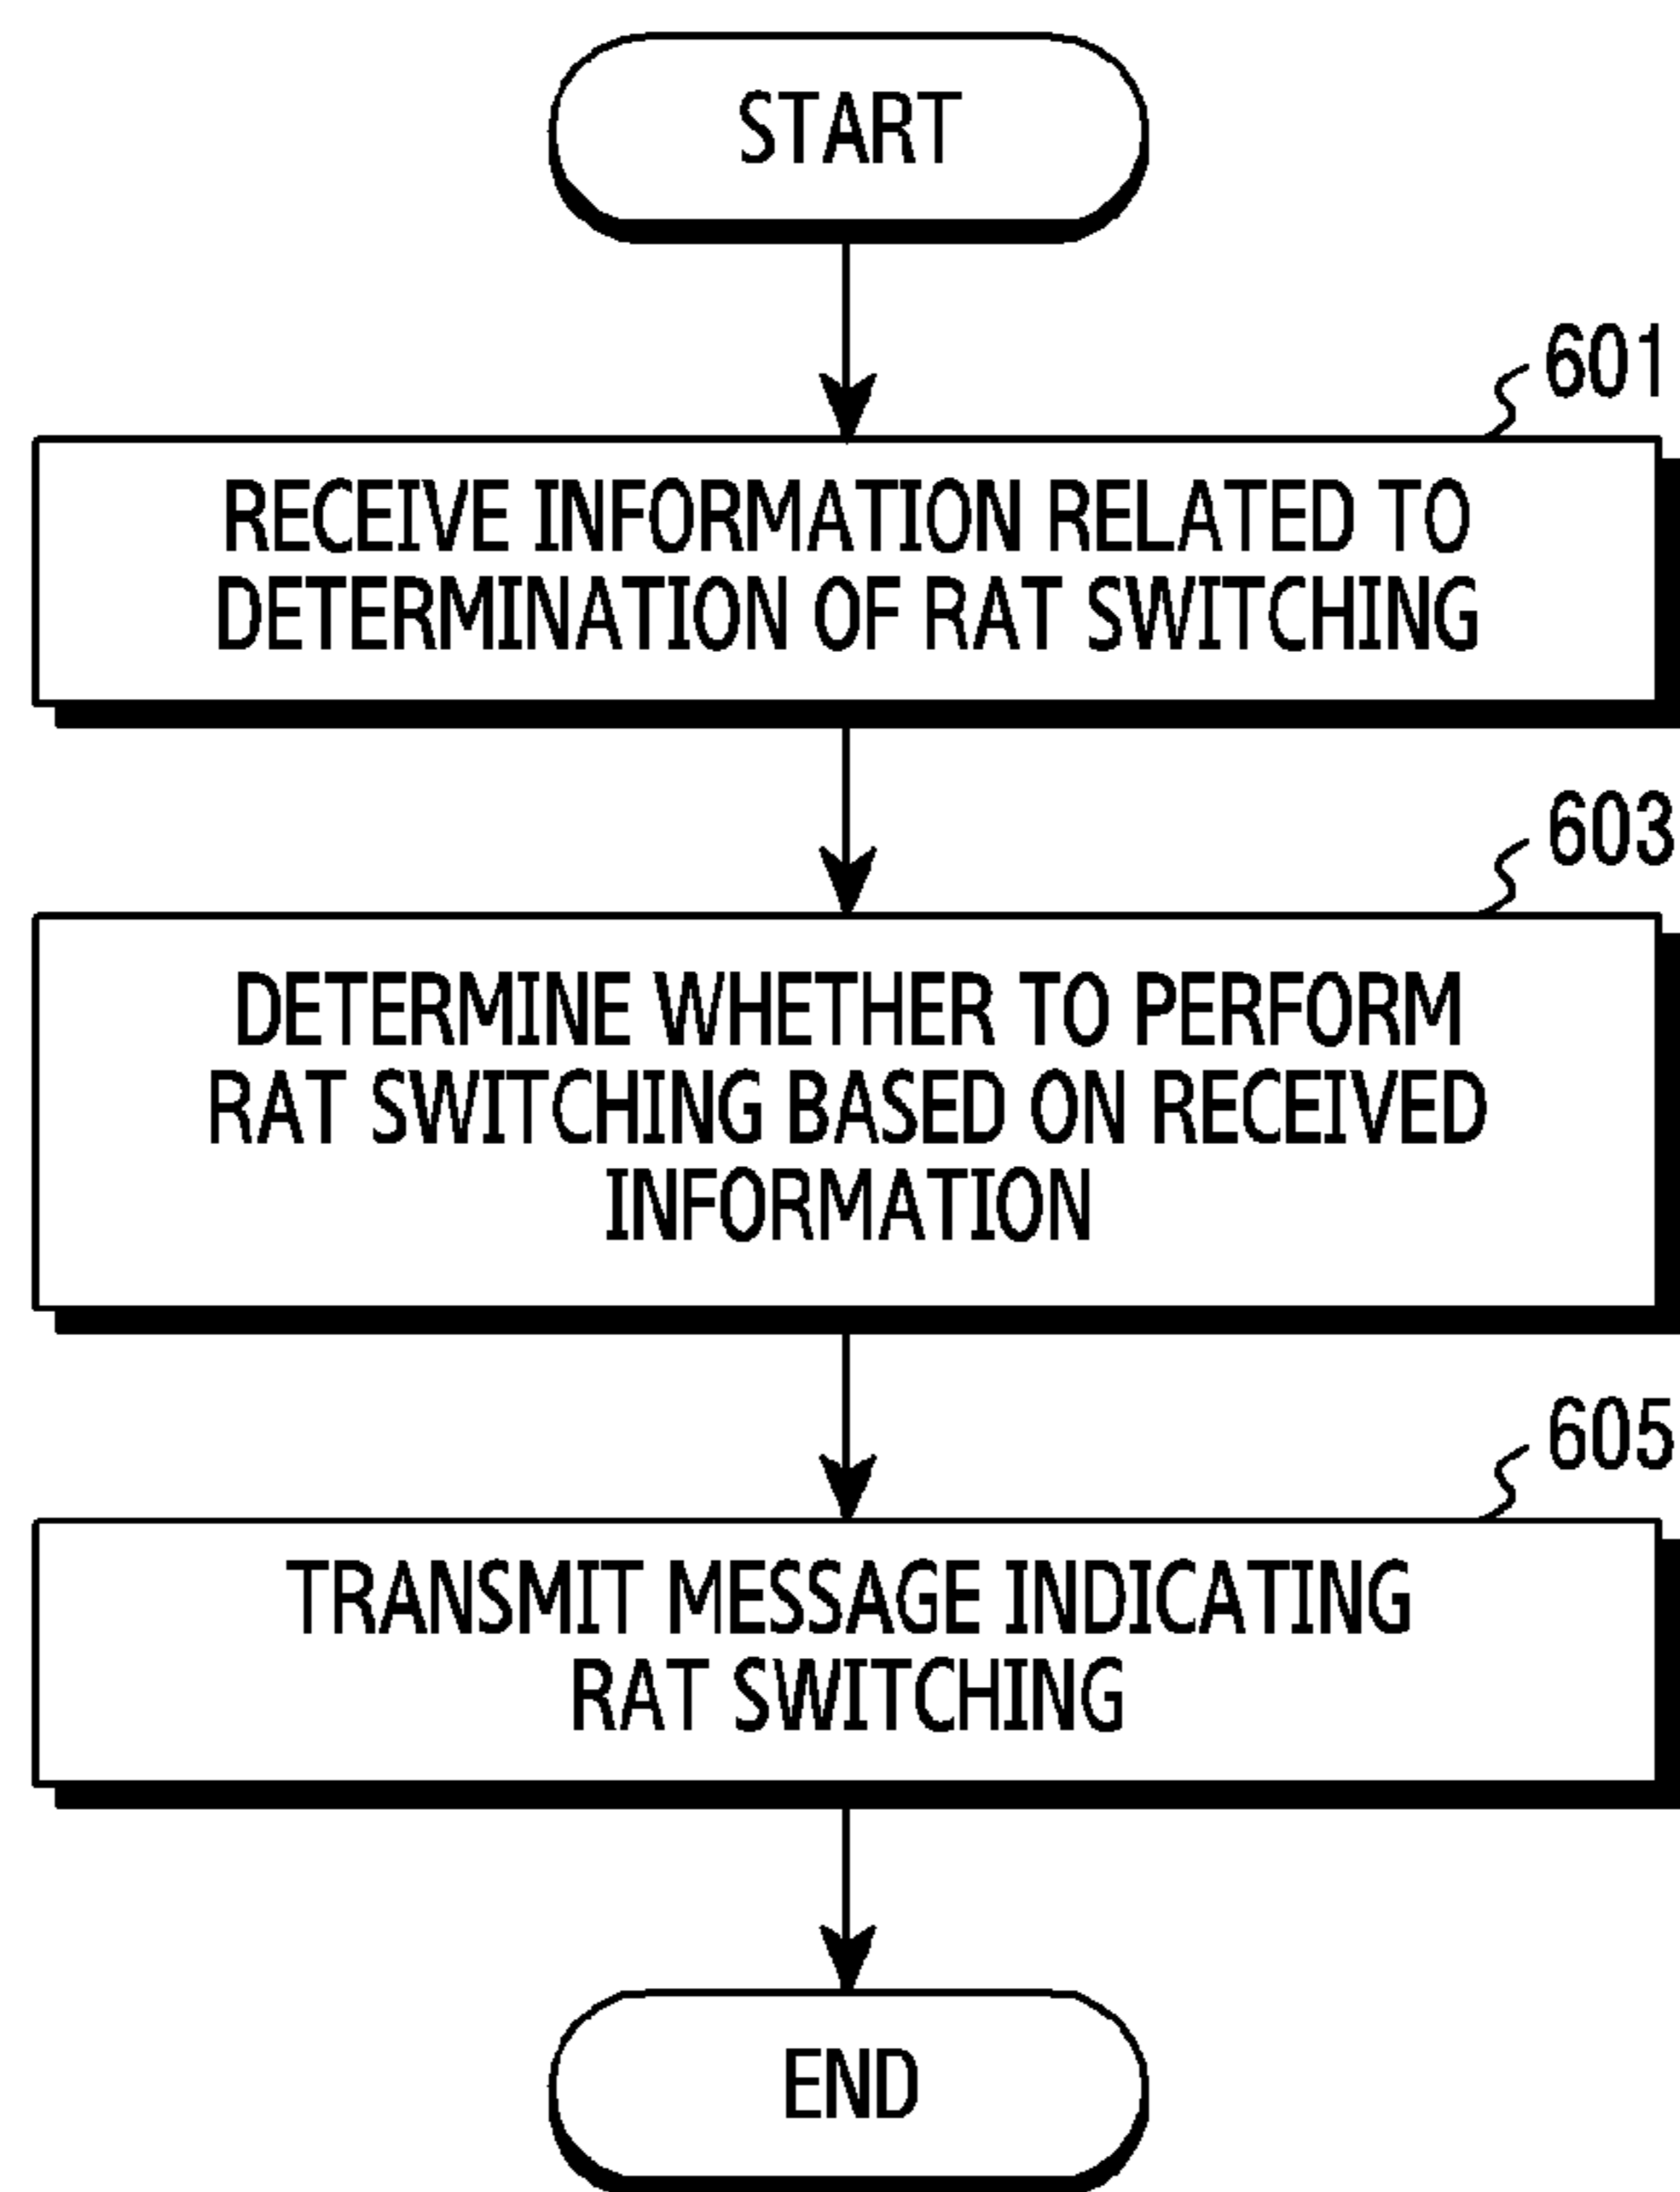 START
601
RECEIVE INFORMATION RELATED TO
DETERMINATION OF RAT SWITCHING
603
DETERMINE WHETHER TO PERFORM
RAT SWITCHING BASED ON RECEIVED
INFORMATION
605
TRANSMIT MESSAGE INDICATING
RAT SWITCHING
END